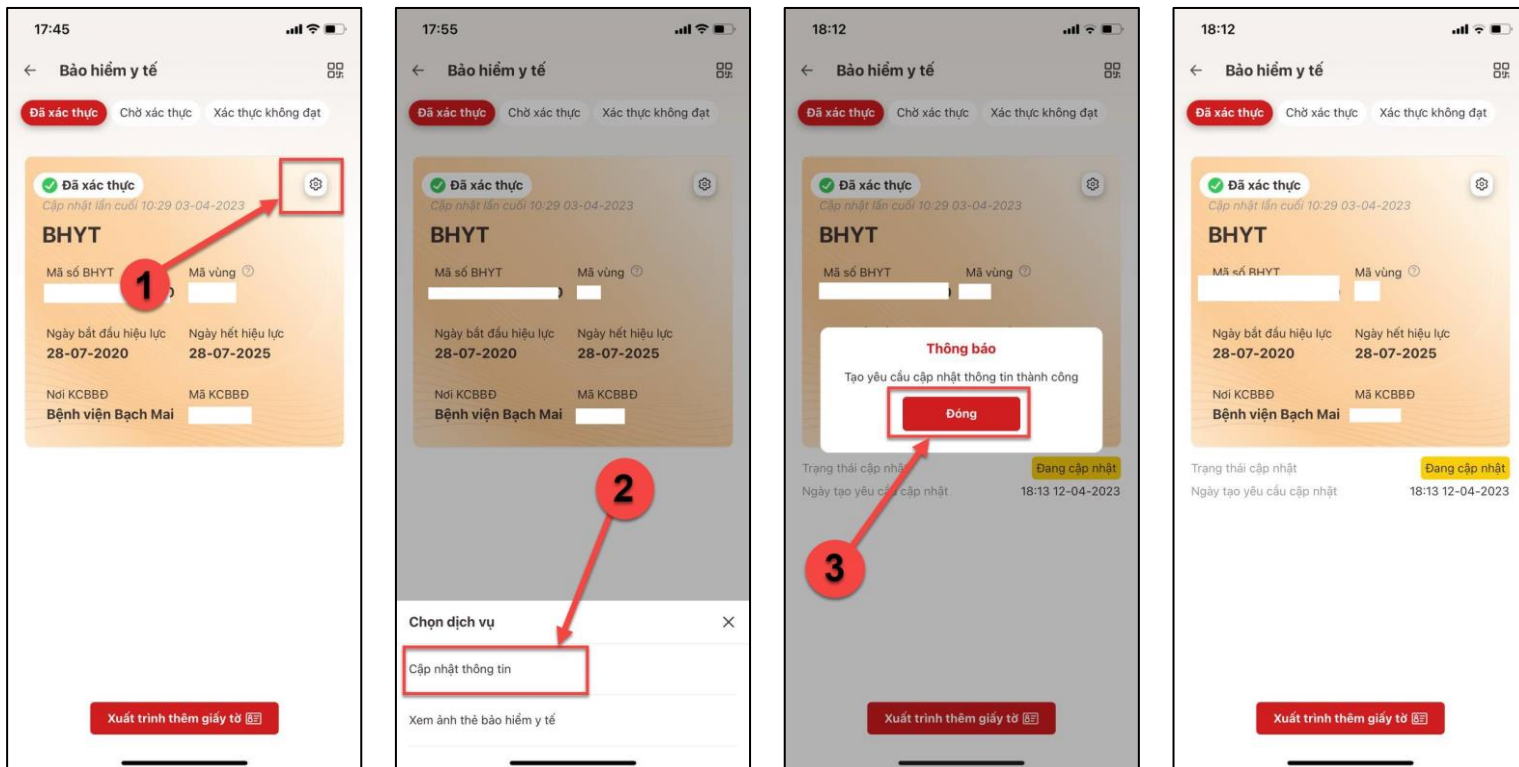 17:45
Bảo hiểm y tế
Đã xác thực Chờ xác thực Xác thực không đạt
Đã xác thực
Cập nhật lần cuối 10:29 03-04-2023
BHYT
Mã số BHYT Mã vùng
1
Ngày bắt đầu hiệu lực Ngày hết hiệu lực
28-07-2020 28-07-2025
Nơi KCBBĐ Mã KCBBĐ
Bệnh viện Bạch Mai
Xuất trình thêm giấy tờ
17:55
Bảo hiểm y tế
Đã xác thực Chờ xác thực Xác thực không đạt
Đã xác thực
Cập nhật lần cuối 10:29 03-04-2023
BHYT
Mã số BHYT Mã vùng
Ngày bắt đầu hiệu lực Ngày hết hiệu lực
28-07-2020 28-07-2025
Nơi KCBBĐ Mã KCBBĐ
Bệnh viện Bạch Mai
2
Chọn dịch vụ
Cập nhật thông tin
Xem ảnh thẻ bảo hiểm y tế
18:12
Bảo hiểm y tế
Đã xác thực Chờ xác thực Xác thực không đạt
Đã xác thực
Cập nhật lần cuối 10:29 03-04-2023
BHYT
Mã số BHYT Mã vùng
Thông báo
Tạo yêu cầu cập nhật thông tin thành công
Đóng
Trạng thái cập nhật Đang cập nhật
Ngày tạo yêu cầu cập nhật 18:13 12-04-2023
3
Xuất trình thêm giấy tờ
18:12
Bảo hiểm y tế
Đã xác thực Chờ xác thực Xác thực không đạt
Đã xác thực
Cập nhật lần cuối 10:29 03-04-2023
BHYT
Mã số BHYT Mã vùng
Ngày bắt đầu hiệu lực Ngày hết hiệu lực
28-07-2020 28-07-2025
Nơi KCBBĐ Mã KCBBĐ
Bệnh viện Bạch Mai
Trạng thái cập nhật Đang cập nhật
Ngày tạo yêu cầu cập nhật 18:13 12-04-2023
Xuất trình thêm giấy tờ